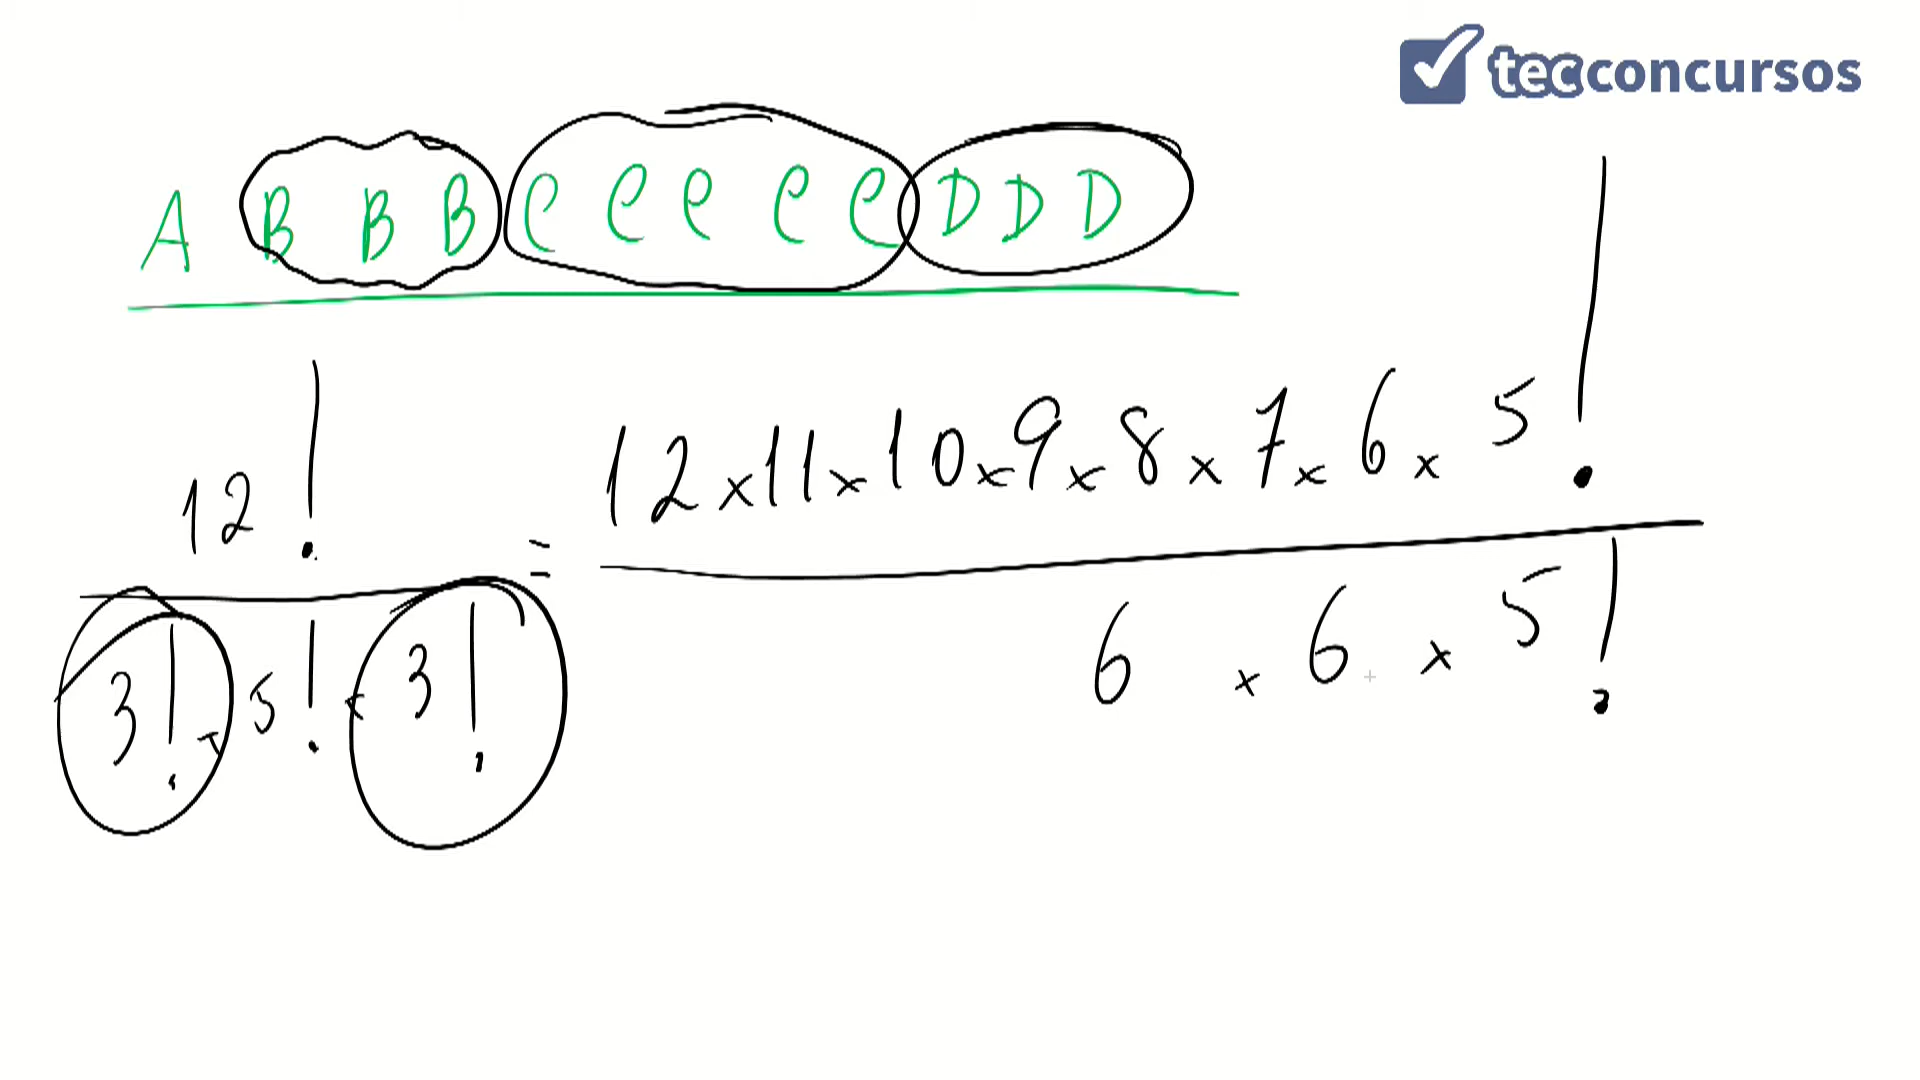 tecconcursos
A B B B C C C C C D D D
12! = 12 x 11 x 10 x 9 x 8 x 7 x 6 x 5!
3! x 5! x 3! 6 x 6 x 5!